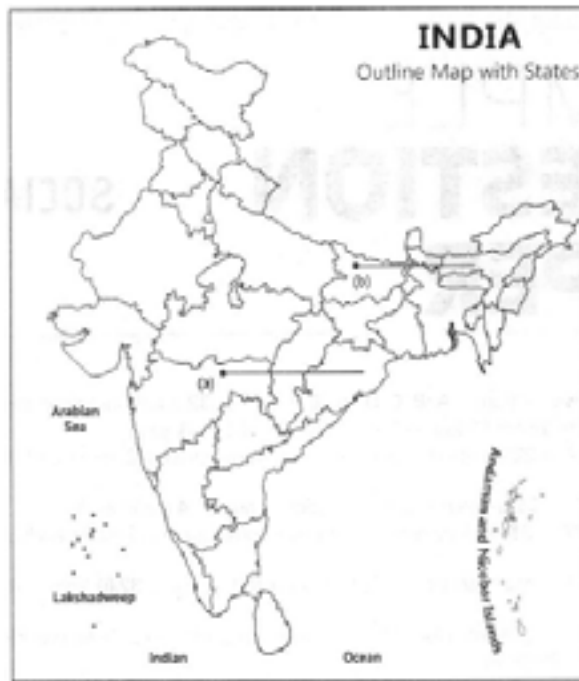 INDIA
Outline Map with States
(b)
(a)
Arabian
Sea
Andaman and Nicobar Islands
Lakshadweep
Indian Ocean